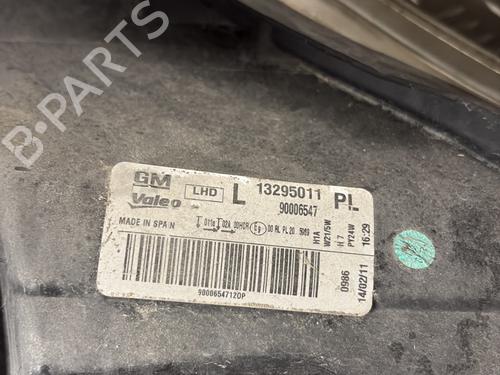 GM
Valeo
LHD
L 13295011 PL
90006547
MADE IN SPAIN
H1A
W21/5W
H 7
PY24W
16:29
0986
14/02/11
90006547120P
B-PARTS